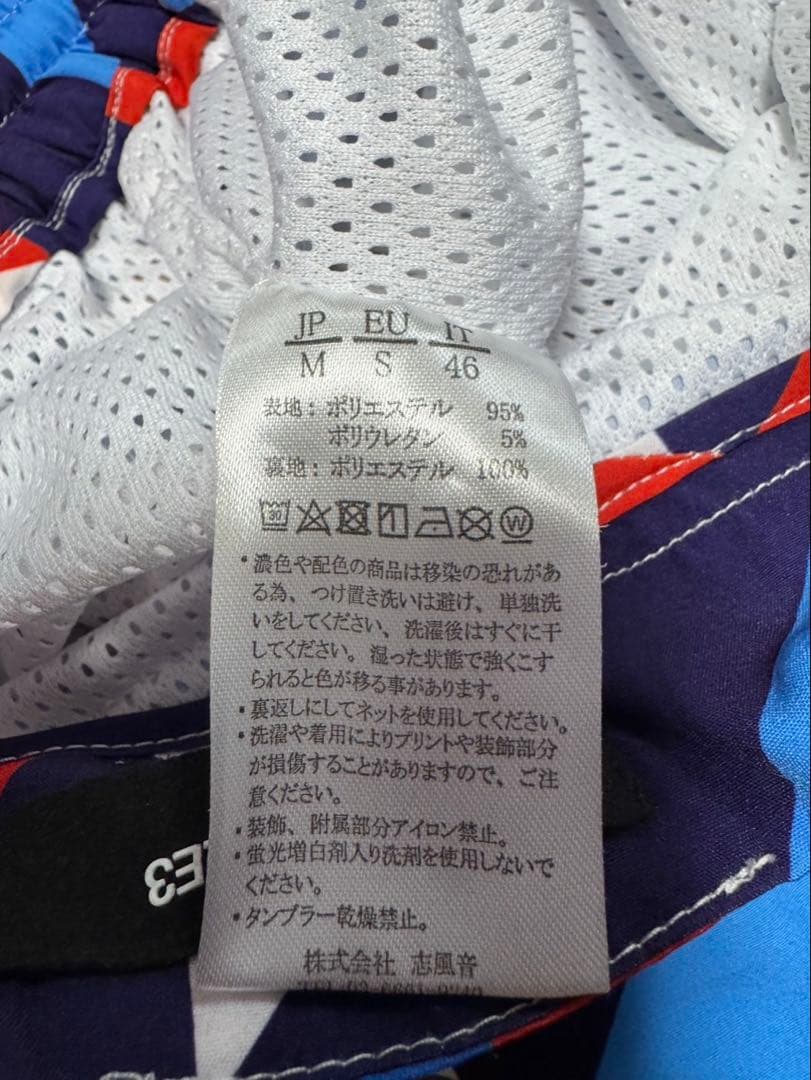 JP EU IT
M S 46
表地：ポリエステル 95%
ポリウレタン 5%
裏地：ポリエステル 100%
30 W
・濃色や配色の商品は移染の恐れがあ
る為、つけ置き洗いは避け、単独洗
いをしてください、洗濯後はすぐに干
してください。湿った状態で強くこす
られると色が移る事があります。
・裏返しにしてネットを使用してください。
・洗濯や着用によりプリントや装飾部分
が損傷することがありますので、ご注
意ください。
・装飾、附属部分アイロン禁止。
・蛍光増白剤入り洗剤を使用しないで
ください。
・タンブラー乾燥禁止。
株式会社 志風音
E3